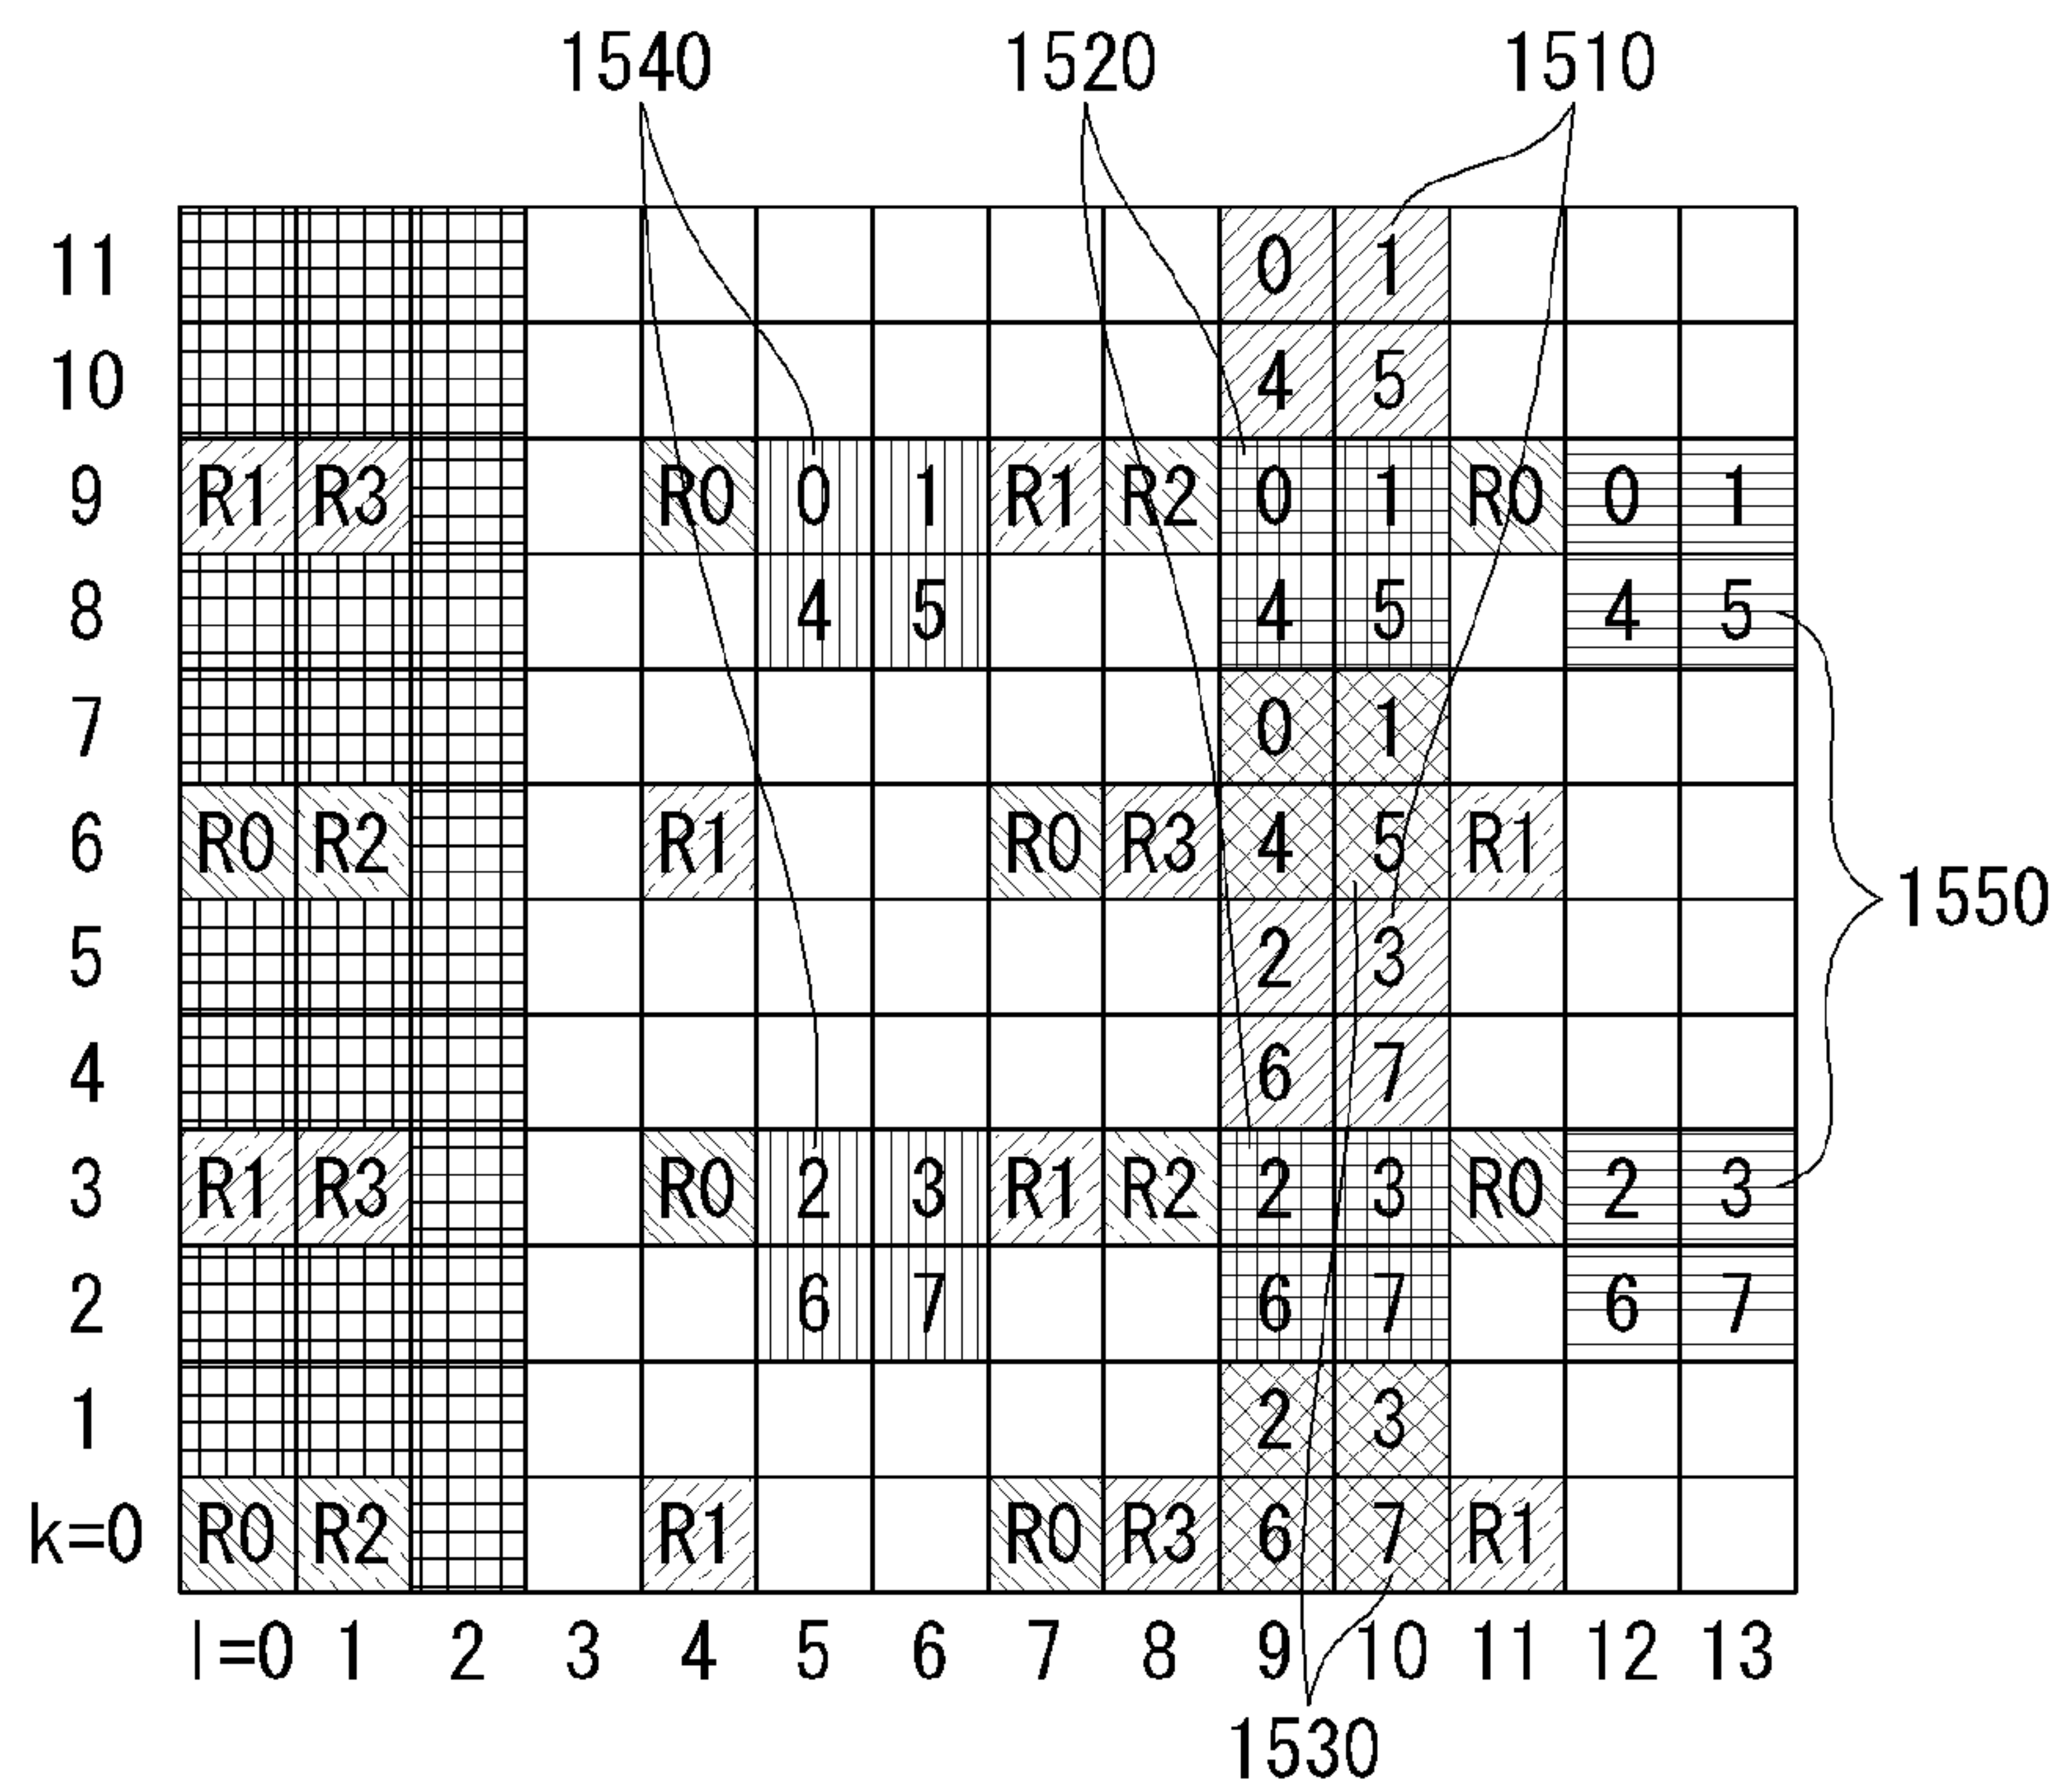 1540 1520 1510
11 0 1
10 4 5
9 R1 R3 R0 0 1 R1 R2 0 1 R0 0 1
8 4 5 4 5 4 5
7 0 1
6 R0 R2 R1 R0 R3 4 5 R1
1550
5 2 3
4 6 7
3 R1 R3 R0 2 3 R1 R2 2 3 R0 2 3
2 6 7 6 7 6 7
1 2 3
k=0 R0 R2 R1 R0 R3 6 7 R1
l=0 1 2 3 4 5 6 7 8 9 10 11 12 13
1530